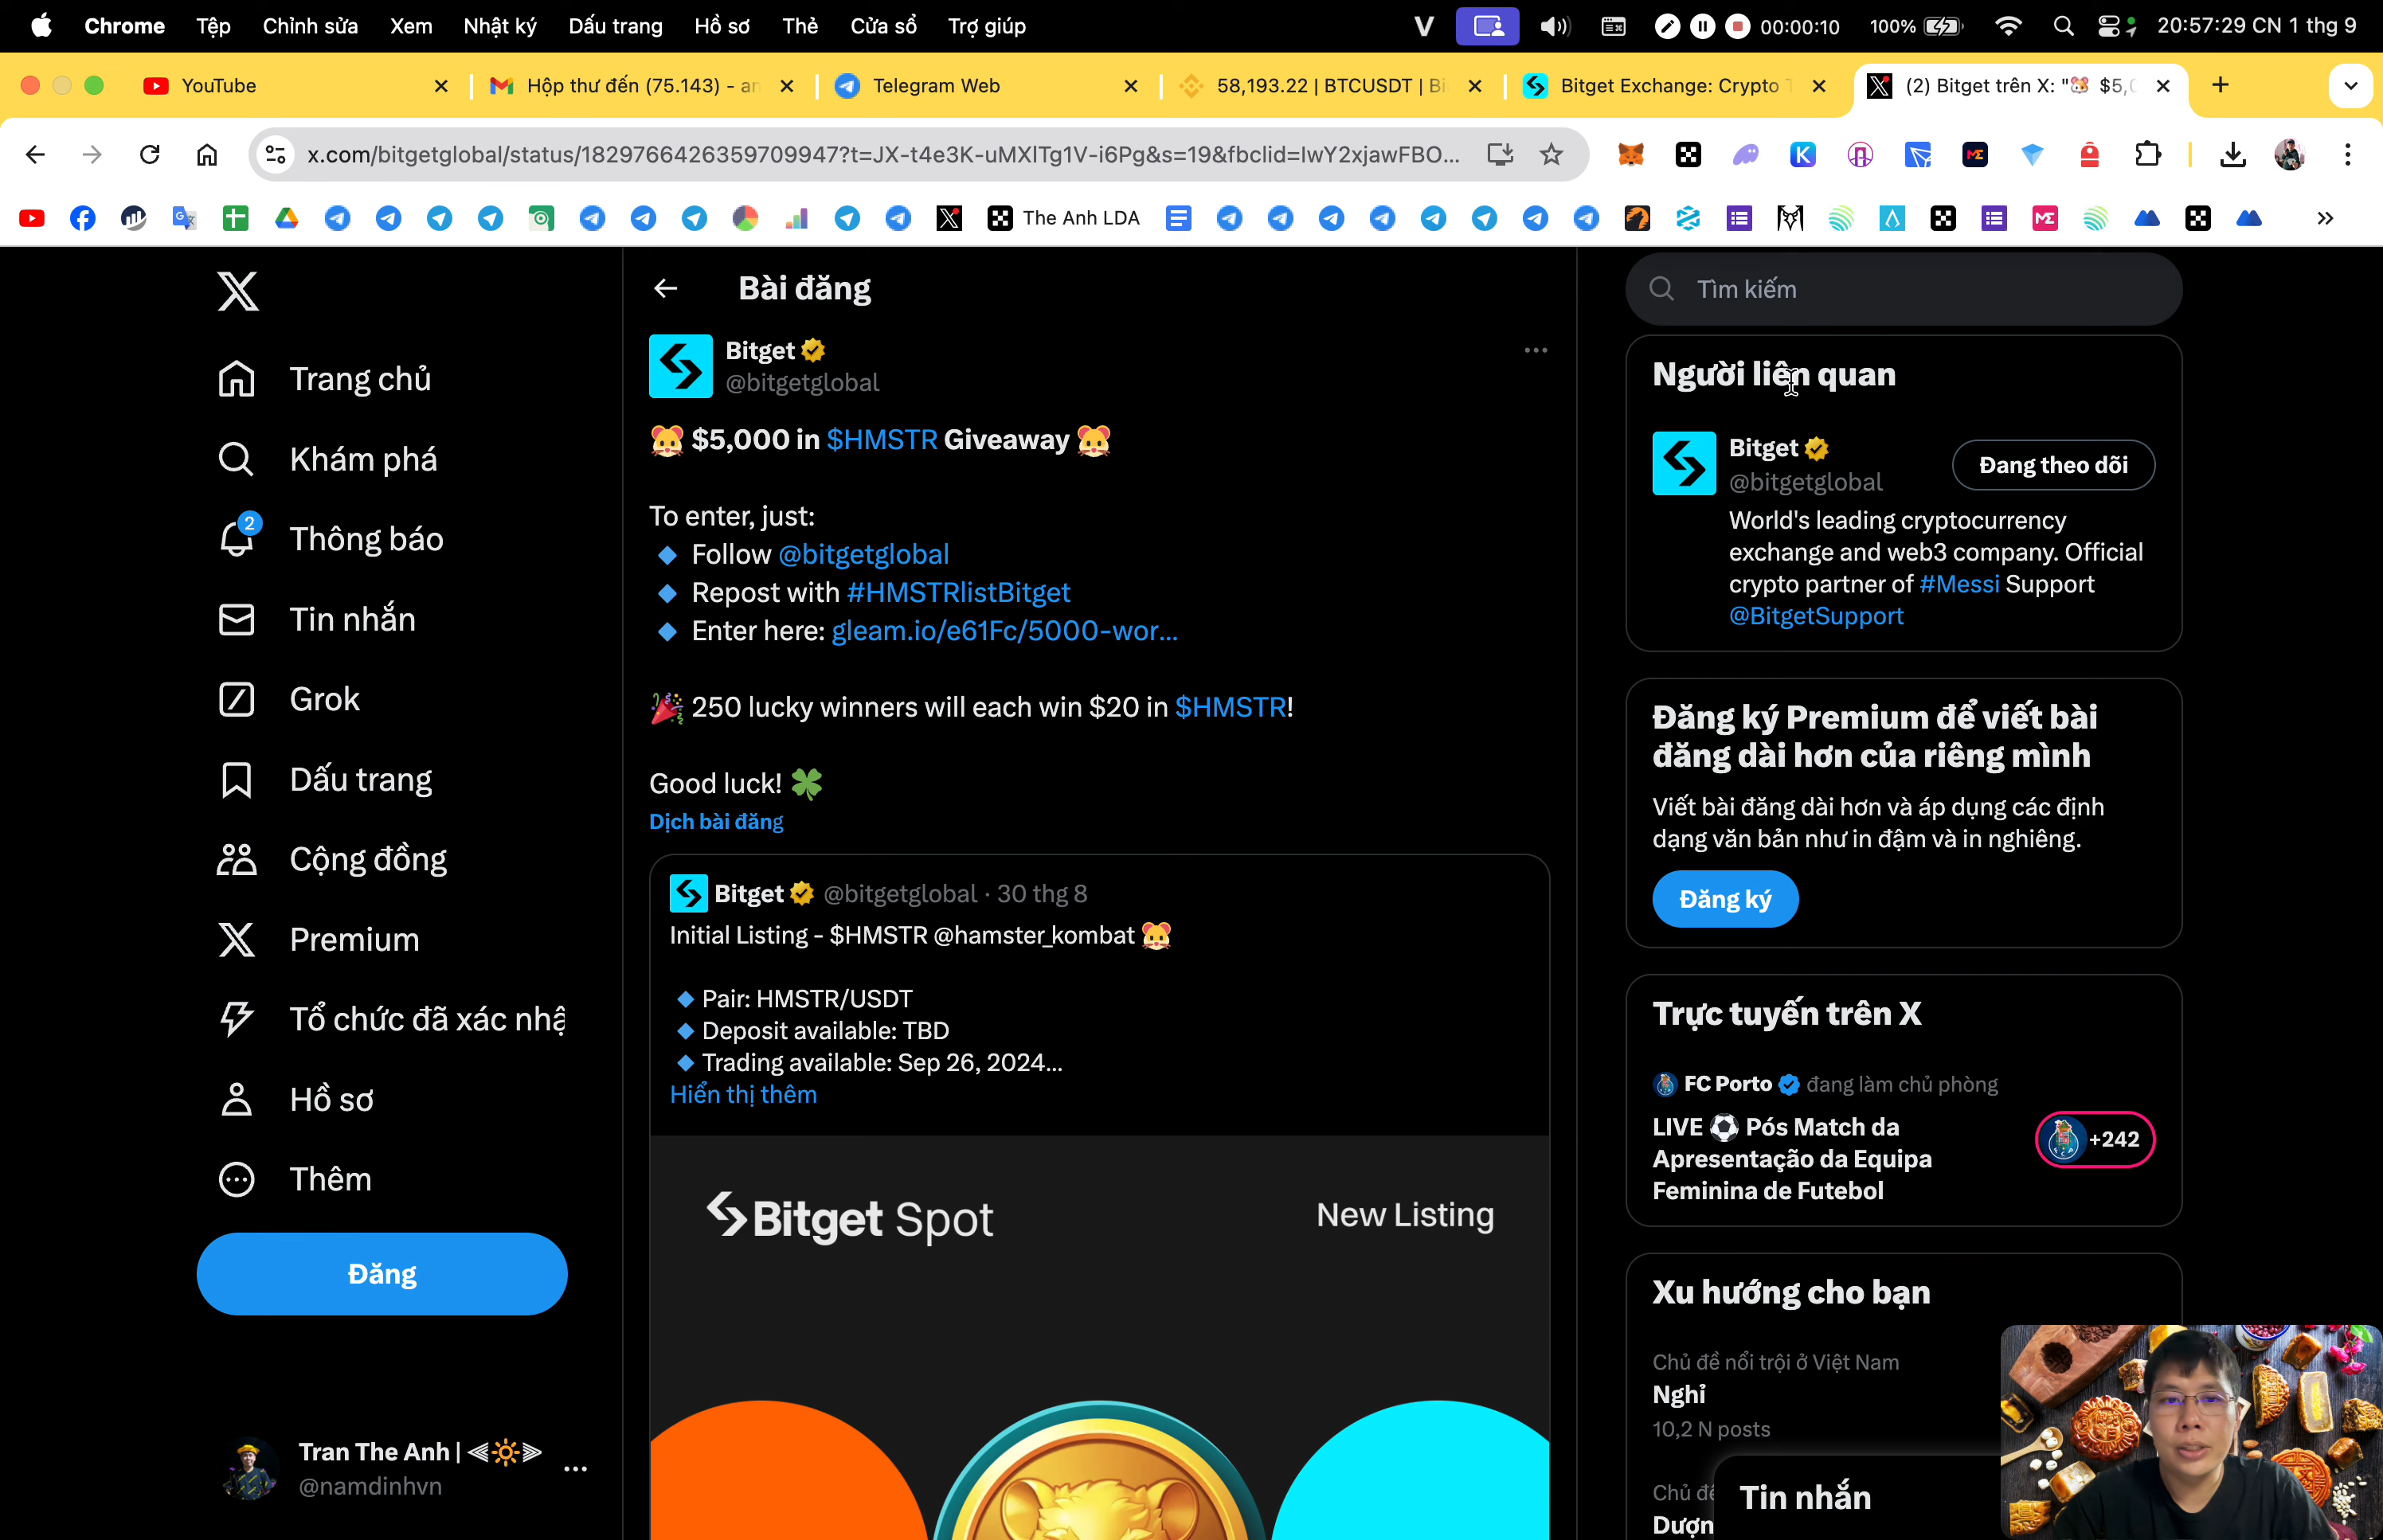 Chrome Tệp Chỉnh sửa Xem Nhật ký Dấu trang Hồ sơ Thẻ Cửa sổ Trợ giúp 00:00:10 100% 20:57:29 CN 1 thg 9
YouTube
Hộp thư đến (75.143) - an
Telegram Web
58,193.22 | BTCUSDT | Bi
Bitget Exchange: Crypto T
(2) Bitget trên X: "🐹 $5,0
x.com/bitgetglobal/status/1829766426359709947?t=JX-t4e3K-uMXlTg1V-i6Pg&s=19&fbclid=IwY2xjawFBO...
The Anh LDA
Trang chủ
Khám phá
2
Thông báo
Tin nhắn
Grok
Dấu trang
Cộng đồng
Premium
Tổ chức đã xác nhậ
Hồ sơ
Thêm
Đăng
Tran The Anh |
@namdinhvn
Bài đăng
Bitget
@bitgetglobal
🐹 $5,000 in $HMSTR Giveaway 🐹
To enter, just:
🔹 Follow @bitgetglobal
🔹 Repost with #HMSTRlistBitget
🔹 Enter here: gleam.io/e61Fc/5000-wor...
🎉 250 lucky winners will each win $20 in $HMSTR!
Good luck! 🍀
Dịch bài đăng
Bitget @bitgetglobal · 30 thg 8
Initial Listing - $HMSTR @hamster_kombat 🐹
🔹 Pair: HMSTR/USDT
🔹 Deposit available: TBD
🔹 Trading available: Sep 26, 2024...
Hiển thị thêm
Bitget Spot
New Listing
Tìm kiếm
Người liên quan
Bitget
@bitgetglobal
Đang theo dõi
World's leading cryptocurrency
exchange and web3 company. Official
crypto partner of #Messi Support
@BitgetSupport
Đăng ký Premium để viết bài
đăng dài hơn của riêng mình
Viết bài đăng dài hơn và áp dụng các định
dạng văn bản như in đậm và in nghiêng.
Đăng ký
Trực tuyến trên X
FC Porto đang làm chủ phòng
LIVE ⚽ Pós Match da
Apresentação da Equipa
Feminina de Futebol
+242
Xu hướng cho bạn
Chủ đề nổi trội ở Việt Nam
Nghỉ
10,2 N posts
Chủ đề
Dượn
Tin nhắn